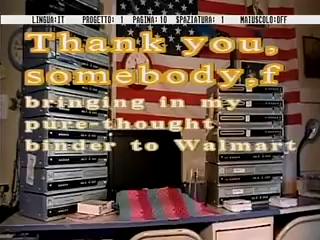 LINGUA:IT PROGETTO: 1 PAGINA:10 SPAZIATURA: 1 MAIUSCOLO:OFF
Thank you,
somebody,f
bringing in my
pure thought
binder to Walmart